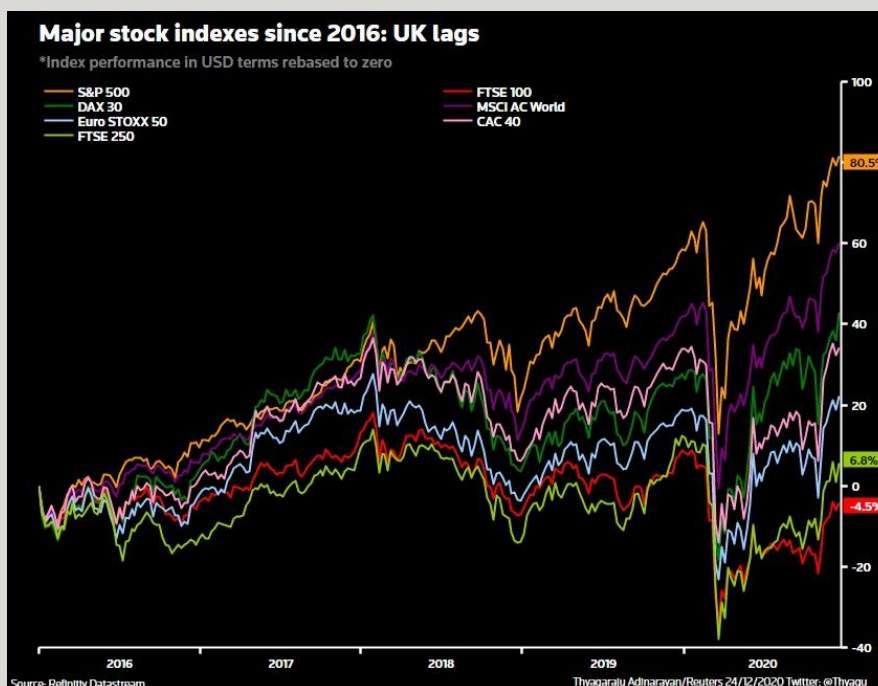 Major stock indexes since 2016: UK lags
*Index performance in USD terms rebased to zero
S&P 500
DAX 30
Euro STOXX 50
FTSE 250
FTSE 100
MSCI AC World
CAC 40
100
80.5%
60
40
20
6.8%
0
-4.5%
-20
-40
2016 2017 2018 2019 2020
Source: Refinitiv Datastream Thyagaraju Adinarayan/Reuters 24/12/2020 Twitter: @Thyagu